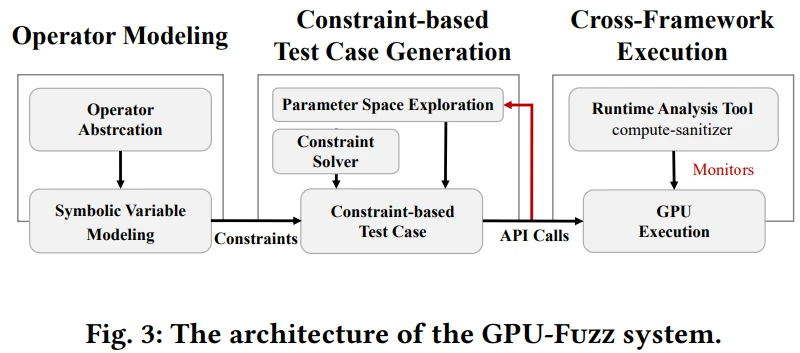 Operator Modeling
Constraint-based
Test Case Generation
Cross-Framework
Execution
Operator
Abstrcation
Symbolic Variable
Modeling
Constraints
Parameter Space Exploration
Constraint
Solver
Constraint-based
Test Case
API Calls
Runtime Analysis Tool
compute-sanitizer
Monitors
GPU
Execution
Fig. 3: The architecture of the GPU-Fuzz system.